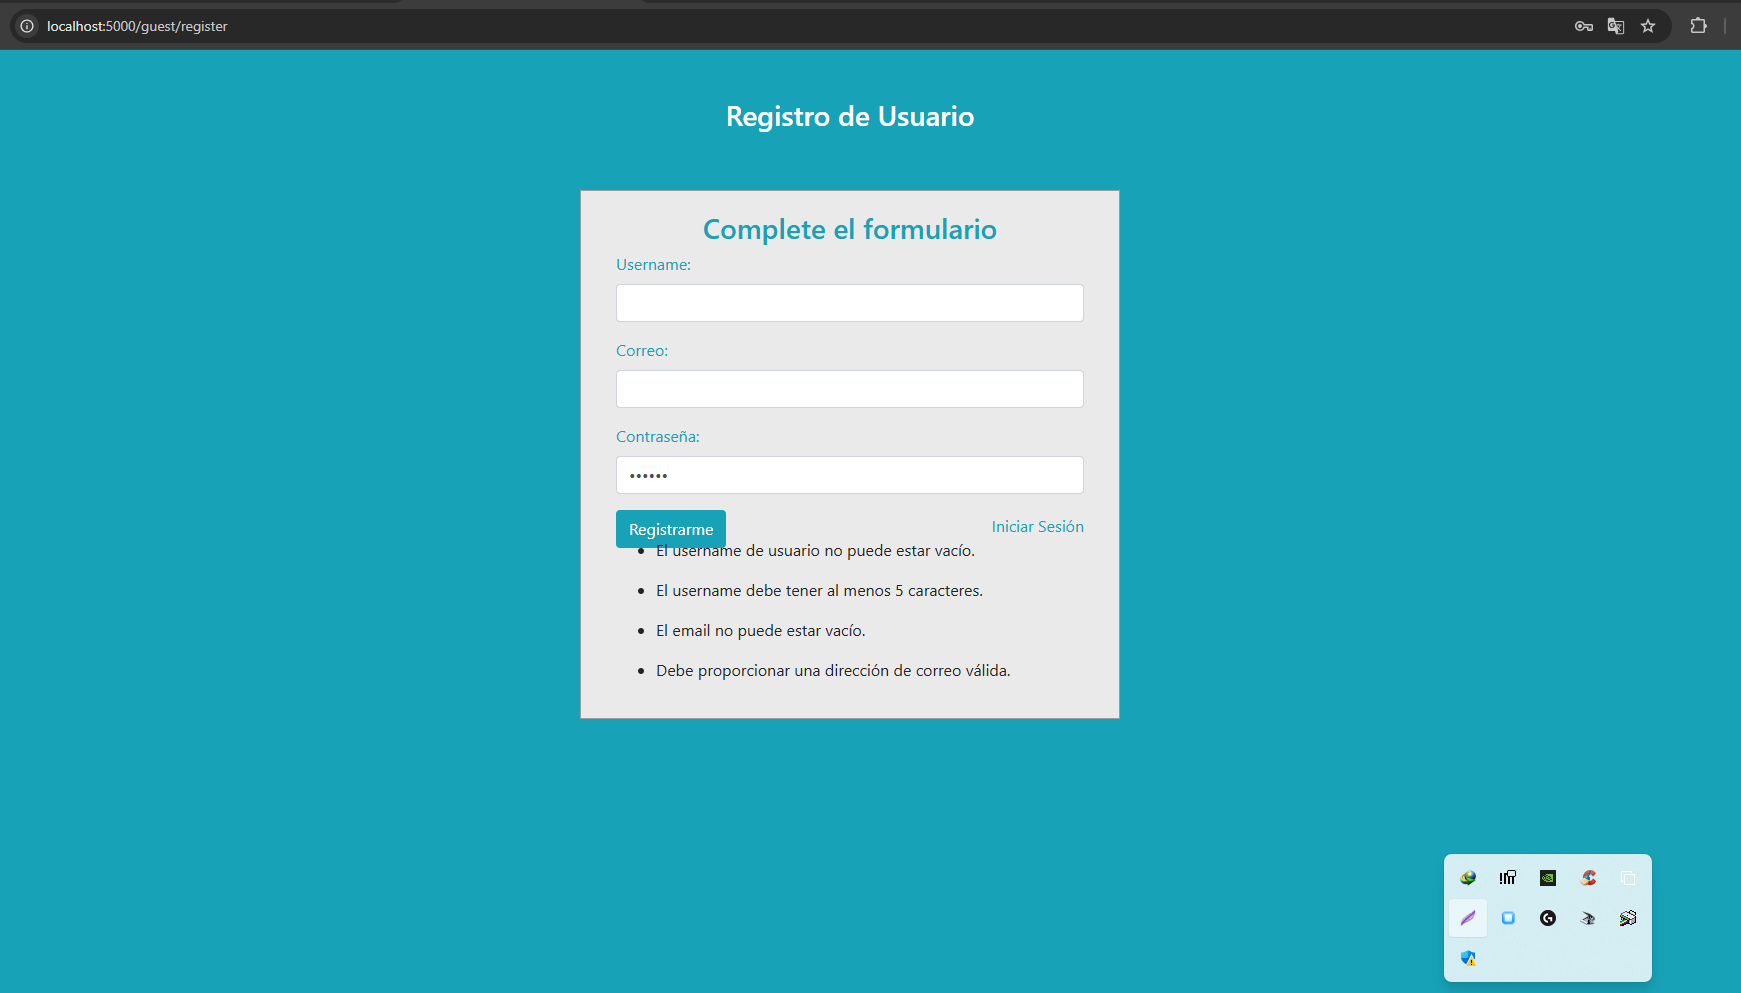 localhost:5000/guest/register
Registro de Usuario
Complete el formulario
Username:
Correo:
Contraseña:
••••••
Registrarme
Iniciar Sesión
El username de usuario no puede estar vacío.
El username debe tener al menos 5 caracteres.
El email no puede estar vacío.
Debe proporcionar una dirección de correo válida.